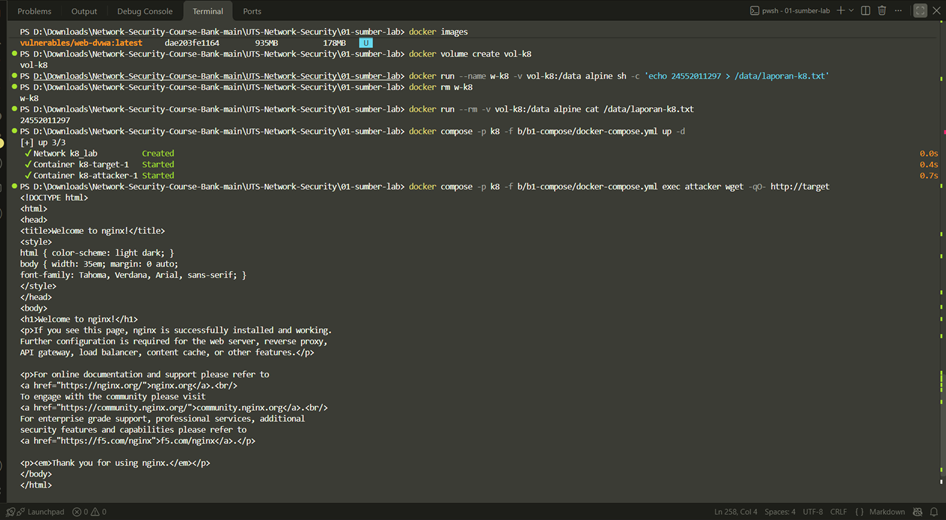 Problems Output Debug Console Terminal Ports pwsh - 01-sumber-lab
PS D:\Downloads\Network-Security-Course-Bank-main\UTS-Network-Security\01-sumber-lab> docker images
vulnerables/web-dvwa:latest dae203fe1164 935MB 178MB U
PS D:\Downloads\Network-Security-Course-Bank-main\UTS-Network-Security\01-sumber-lab> docker volume create vol-k8
vol-k8
PS D:\Downloads\Network-Security-Course-Bank-main\UTS-Network-Security\01-sumber-lab> docker run --name w-k8 -v vol-k8:/data alpine sh -c 'echo 24552011297 > /data/laporan-k8.txt'
PS D:\Downloads\Network-Security-Course-Bank-main\UTS-Network-Security\01-sumber-lab> docker rm w-k8
w-k8
PS D:\Downloads\Network-Security-Course-Bank-main\UTS-Network-Security\01-sumber-lab> docker run --rm -v vol-k8:/data alpine cat /data/laporan-k8.txt
24552011297
PS D:\Downloads\Network-Security-Course-Bank-main\UTS-Network-Security\01-sumber-lab> docker compose -p k8 -f b/b1-compose/docker-compose.yml up -d
[+] up 3/3
✓ Network k8_lab Created 0.0s
✓ Container k8-target-1 Started 0.4s
✓ Container k8-attacker-1 Started 0.7s
PS D:\Downloads\Network-Security-Course-Bank-main\UTS-Network-Security\01-sumber-lab> docker compose -p k8 -f b/b1-compose/docker-compose.yml exec attacker wget -qO- http://target
<!DOCTYPE html>
<html>
<head>
<title>Welcome to nginx!</title>
<style>
html { color-scheme: light dark; }
body { width: 35em; margin: 0 auto;
font-family: Tahoma, Verdana, Arial, sans-serif; }
</style>
</head>
<body>
<h1>Welcome to nginx!</h1>
<p>If you see this page, nginx is successfully installed and working.
Further configuration is required for the web server, reverse proxy,
API gateway, load balancer, content cache, or other features.</p>
<p>For online documentation and support please refer to
<a href="https://nginx.org/">nginx.org</a>.<br/>
To engage with the community please visit
<a href="https://community.nginx.org/">community.nginx.org</a>.<br/>
For enterprise grade support, professional services, additional
security features and capabilities please refer to
<a href="https://f5.com/nginx">f5.com/nginx</a>.</p>
<p><em>Thank you for using nginx.</em></p>
</body>
</html>
Launchpad 0 0 Ln 258, Col 4 Spaces: 4 UTF-8 CRLF { } Markdown